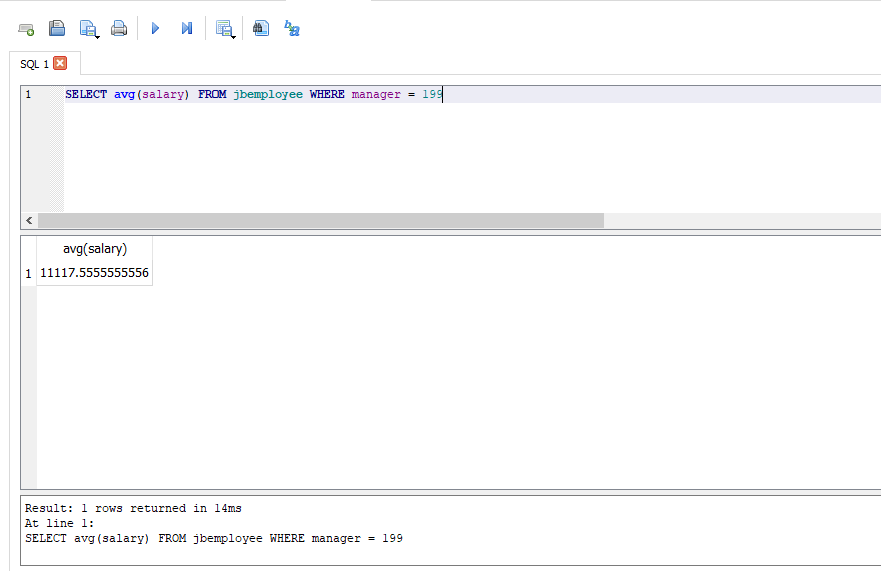 SQL 1
1 SELECT avg(salary) FROM jbemployee WHERE manager = 199
avg(salary)
1 11117.5555555556
Result: 1 rows returned in 14ms
At line 1:
SELECT avg(salary) FROM jbemployee WHERE manager = 199